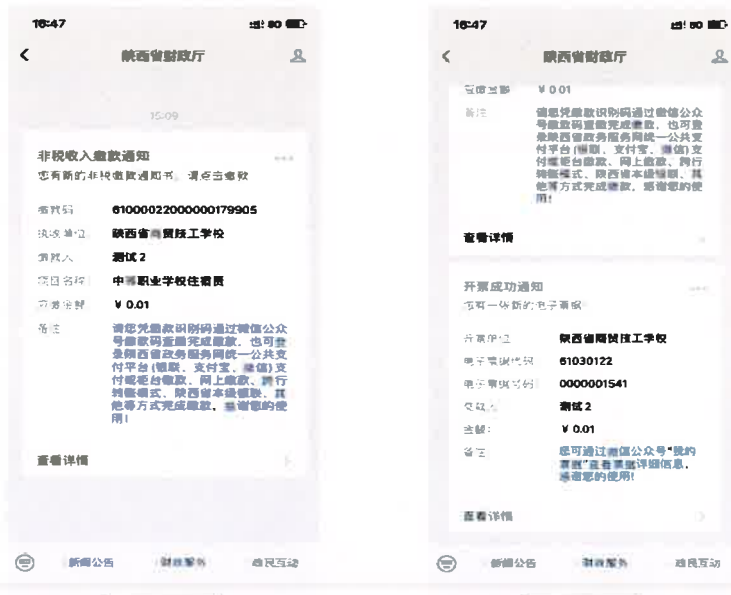 16:47
80
陕西省财政厅
15:09
非税收入缴款通知
您有新的非税缴款通知书，请点击缴款
缴款码 61000022000000179905
执收单位 陕西省商贸技工学校
缴款人 测试2
项目名称 中等职业学校住宿费
应缴金额 ¥ 0.01
备注 请您凭缴款识别码通过微信公众
号缴款码查缴完成缴款，也可登
录陕西省政务服务网统一公共支
付平台(银联、支付宝、微信)支
付或柜台缴款、网上缴款、跨行
转账模式、陕西省本级银联、其
他等方式完成缴款，感谢您的使
用！
查看详情
新闻公告 财政服务 政民互动
16:47
80
陕西省财政厅
应缴金额 ¥ 0.01
备注 请您凭缴款识别码通过微信公众
号缴款码查缴完成缴款，也可登
录陕西省政务服务网统一公共支
付平台(银联、支付宝、微信)支
付或柜台缴款、网上缴款、跨行
转账模式、陕西省本级银联、其
他等方式完成缴款，感谢您的使
用！
查看详情
开票成功通知
您有一张新的电子票据
开票单位 陕西省商贸技工学校
电子票据代码 61030122
电子票据号码 0000001541
交款人 测试2
金额： ¥ 0.01
备注 您可通过微信公众号“我的
票据”查看票据详细信息，
感谢您的使用！
查看详情
新闻公告 财政服务 政民互动